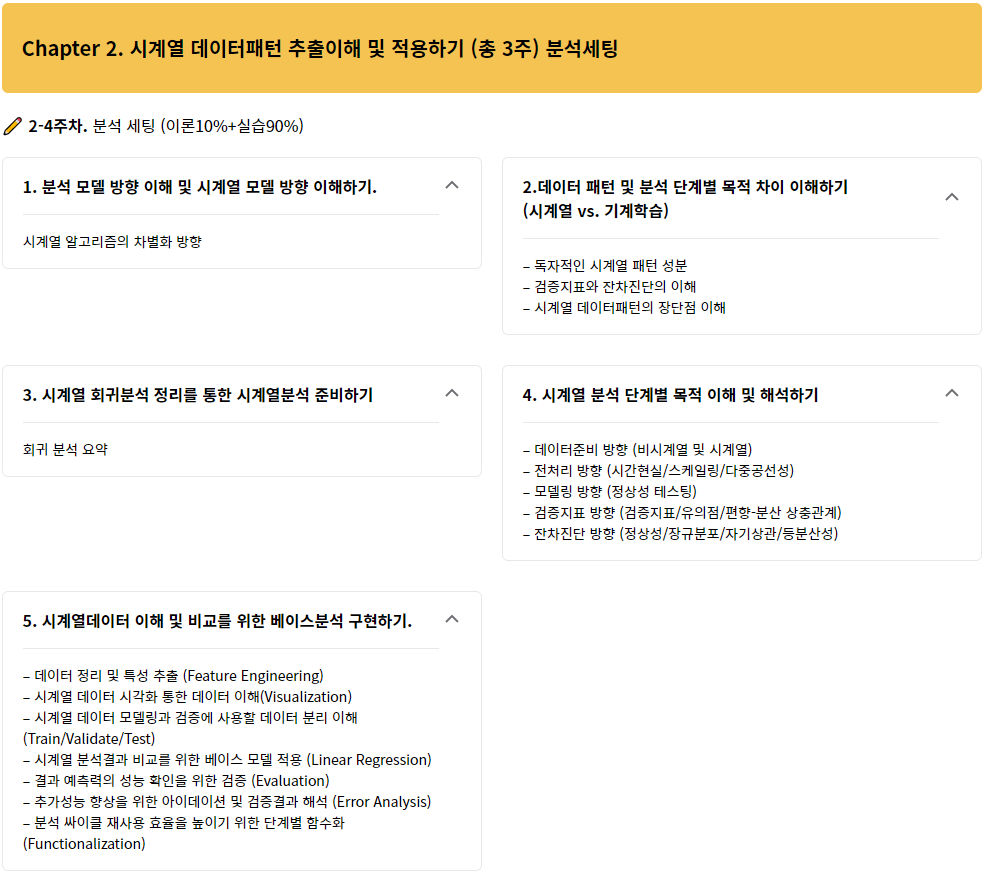 Chapter 2. 시계열 데이터패턴 추출이해 및 적용하기 (총 3주) 분석세팅
2-4주차. 분석 세팅 (이론10%+실습90%)
1. 분석 모델 방향 이해 및 시계열 모델 방향 이해하기.
시계열 알고리즘의 차별화 방향
2.데이터 패턴 및 분석 단계별 목적 차이 이해하기
(시계열 vs. 기계학습)
– 독자적인 시계열 패턴 성분
– 검증지표와 잔차진단의 이해
– 시계열 데이터패턴의 장단점 이해
3. 시계열 회귀분석 정리를 통한 시계열분석 준비하기
회귀 분석 요약
4. 시계열 분석 단계별 목적 이해 및 해석하기
– 데이터준비 방향 (비시계열 및 시계열)
– 전처리 방향 (시간현실/스케일링/다중공선성)
– 모델링 방향 (정상성 테스팅)
– 검증지표 방향 (검증지표/유의점/편향-분산 상충관계)
– 잔차진단 방향 (정상성/장규분포/자기상관/등분산성)
5. 시계열데이터 이해 및 비교를 위한 베이스분석 구현하기.
– 데이터 정리 및 특성 추출 (Feature Engineering)
– 시계열 데이터 시각화 통한 데이터 이해(Visualization)
– 시계열 데이터 모델링과 검증에 사용할 데이터 분리 이해
(Train/Validate/Test)
– 시계열 분석결과 비교를 위한 베이스 모델 적용 (Linear Regression)
– 결과 예측력의 성능 확인을 위한 검증 (Evaluation)
– 추가성능 향상을 위한 아이데이션 및 검증결과 해석 (Error Analysis)
– 분석 싸이클 재사용 효율을 높이기 위한 단계별 함수화
(Functionalization)